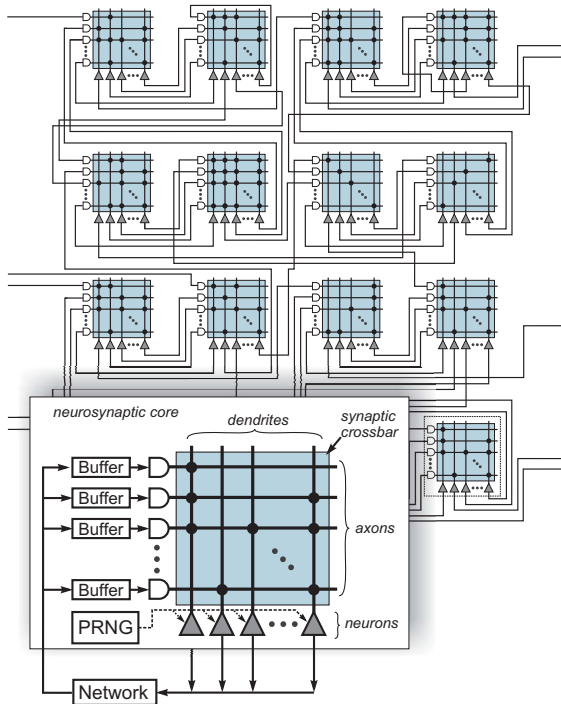 neurosynaptic core
dendrites
synaptic
crossbar
Buffer
Buffer
Buffer
axons
Buffer
PRNG
neurons
Network